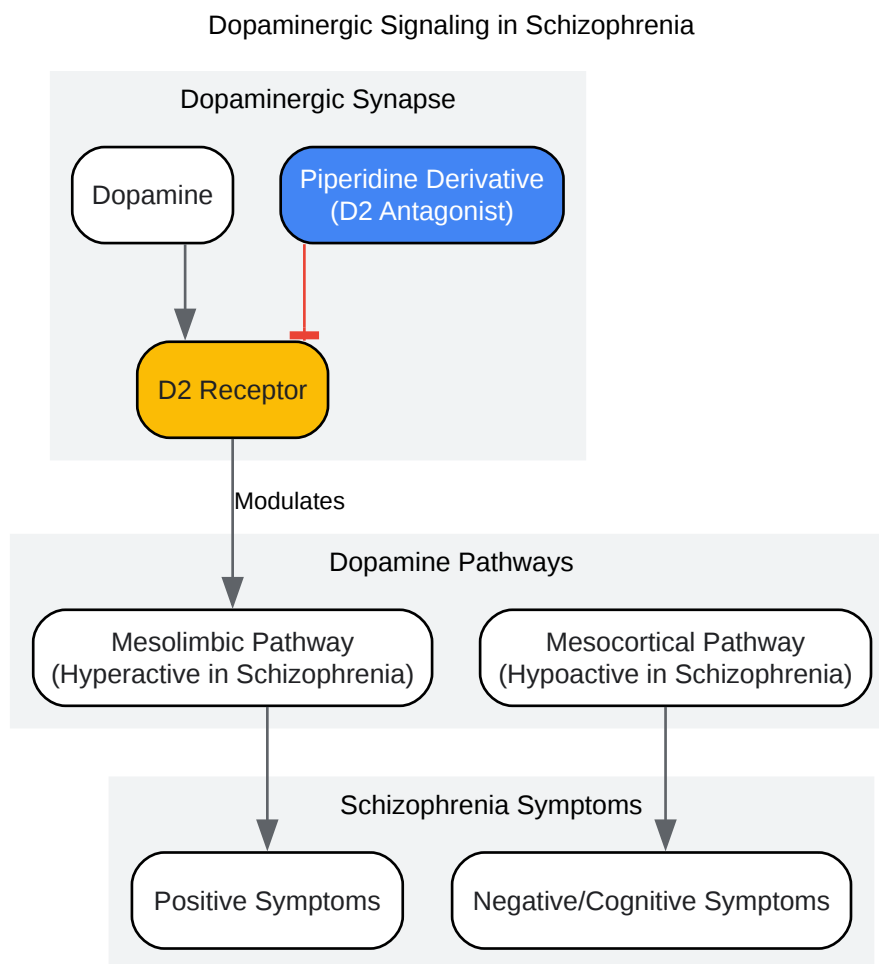 Dopaminergic Signaling in Schizophrenia
Dopaminergic Synapse
Dopamine
Piperidine Derivative
(D2 Antagonist)
D2 Receptor
Modulates
Dopamine Pathways
Mesolimbic Pathway
(Hyperactive in Schizophrenia)
Mesocortical Pathway
(Hypoactive in Schizophrenia)
Schizophrenia Symptoms
Positive Symptoms
Negative/Cognitive Symptoms